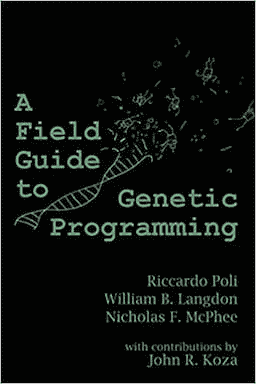 A
Field
Guide
to
Genetic
Programming
Riccardo Poli
William B. Langdon
Nicholas F. McPhee
with contributions by
John R. Koza